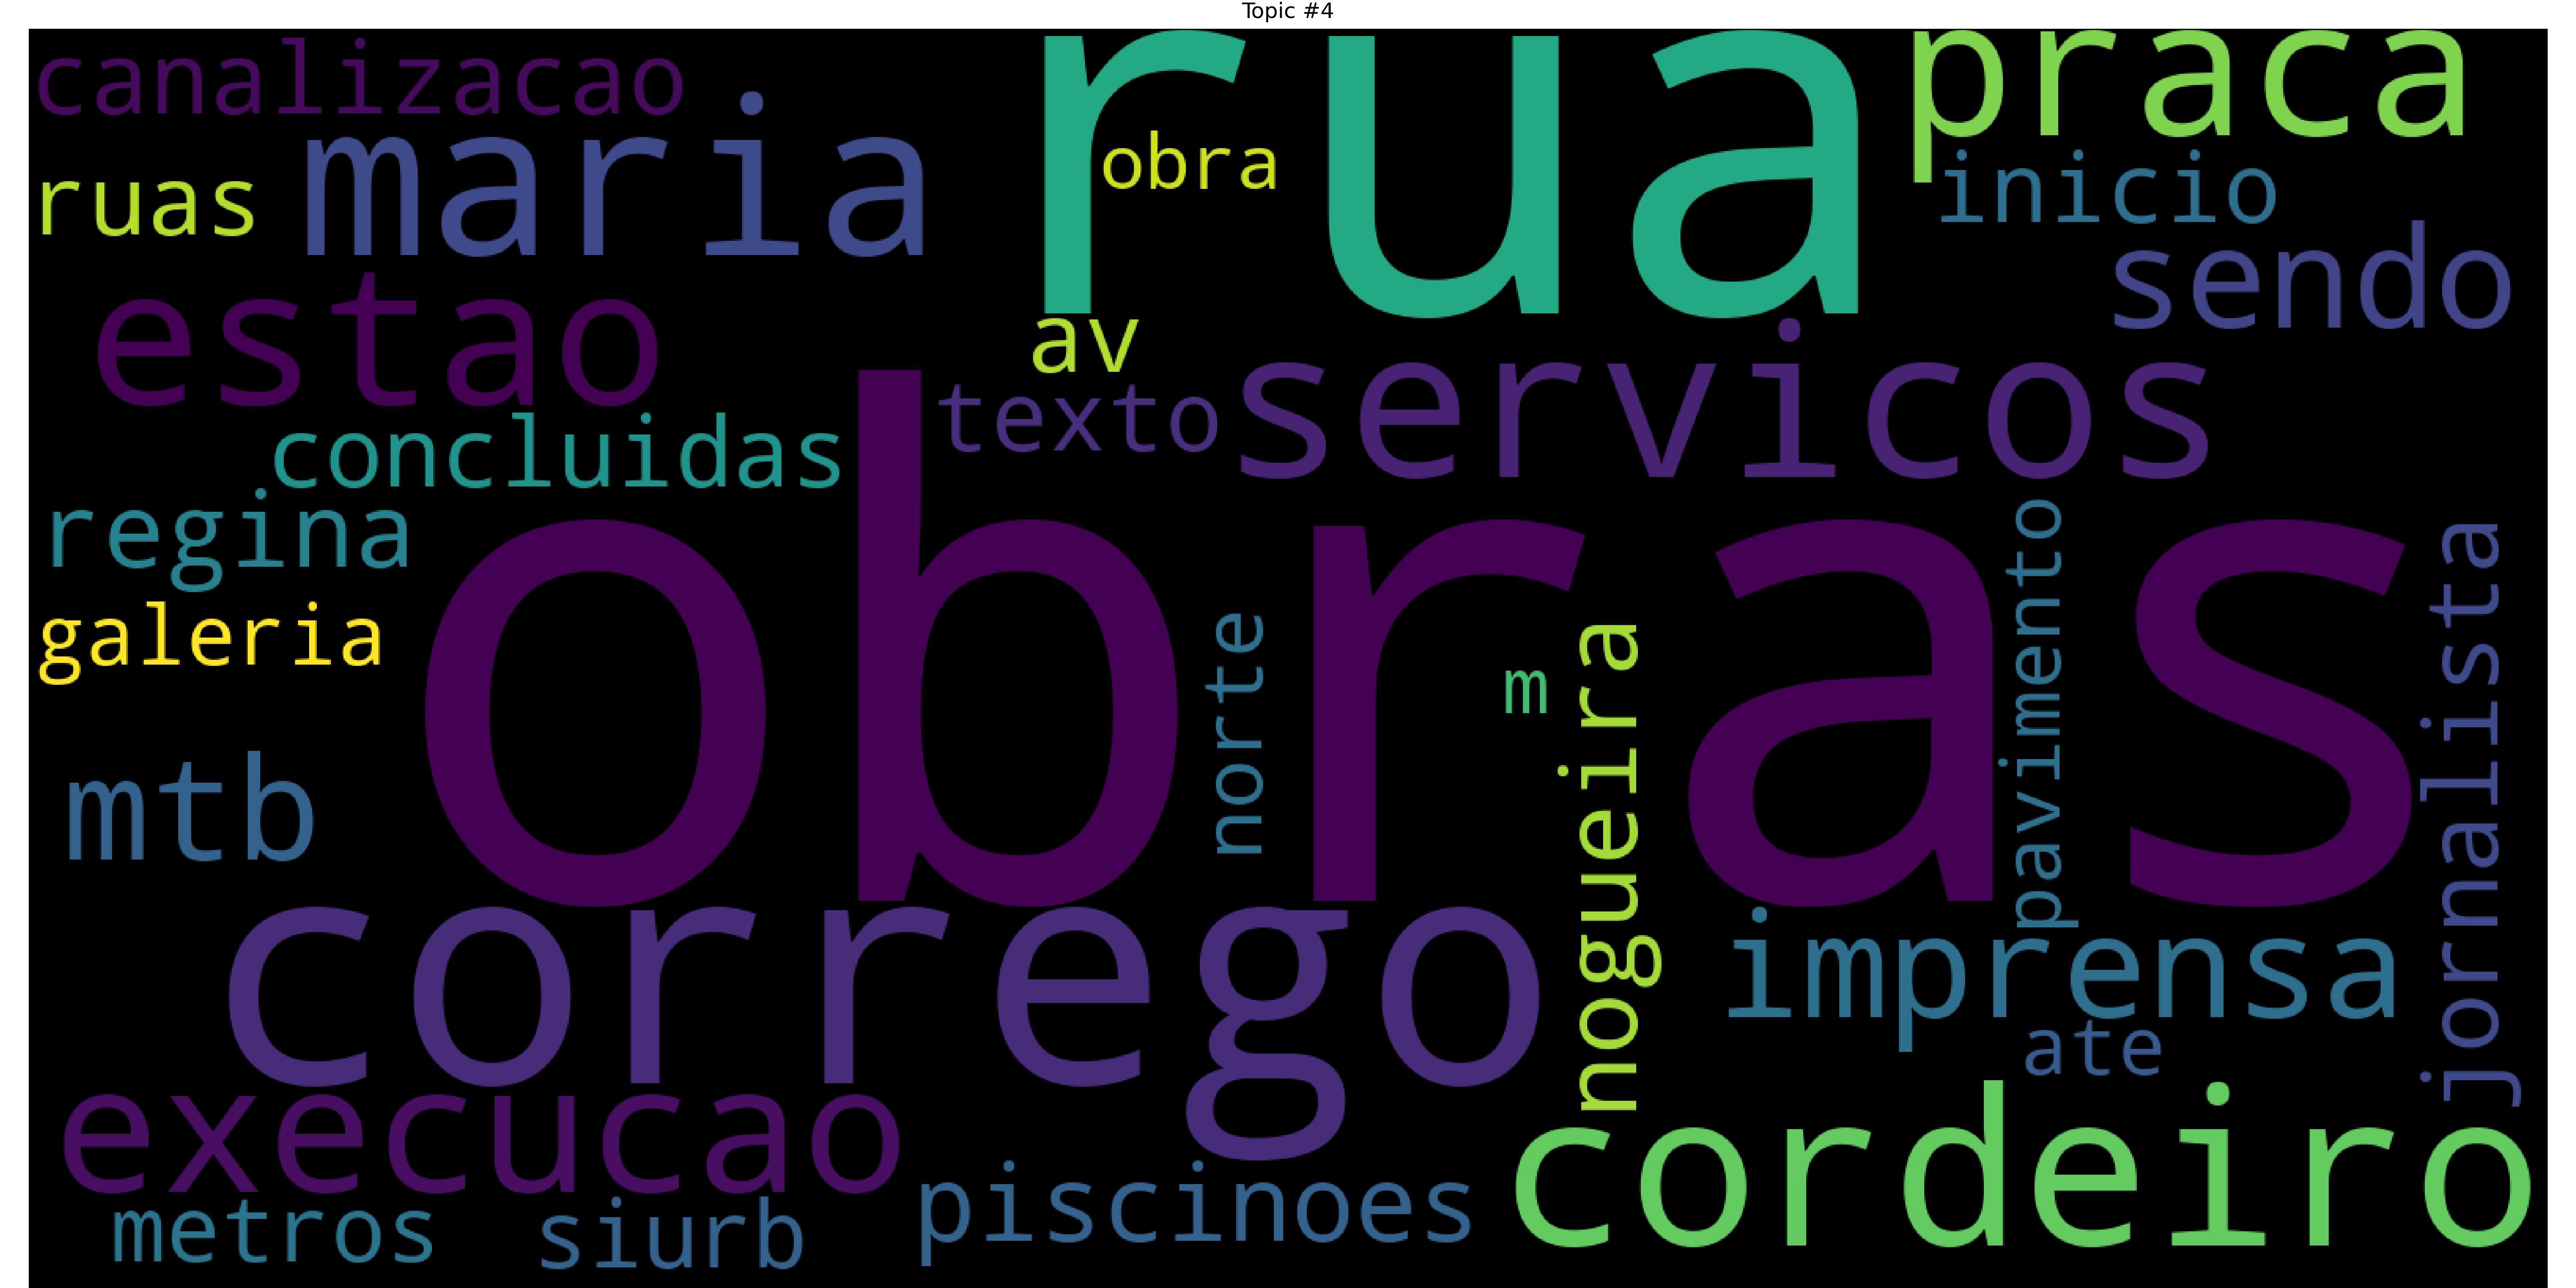 Topic #4
canalizacao
rua
praca
maria
obra
inicio
ruas
sendo
estao
av
servicos
texto
concluidas
obras
regina
pavimento
jornalista
galeria
norte
m
nogueira
mtb
corrego
imprensa
ate
execucao
cordeiro
piscinoes
metros
siurb